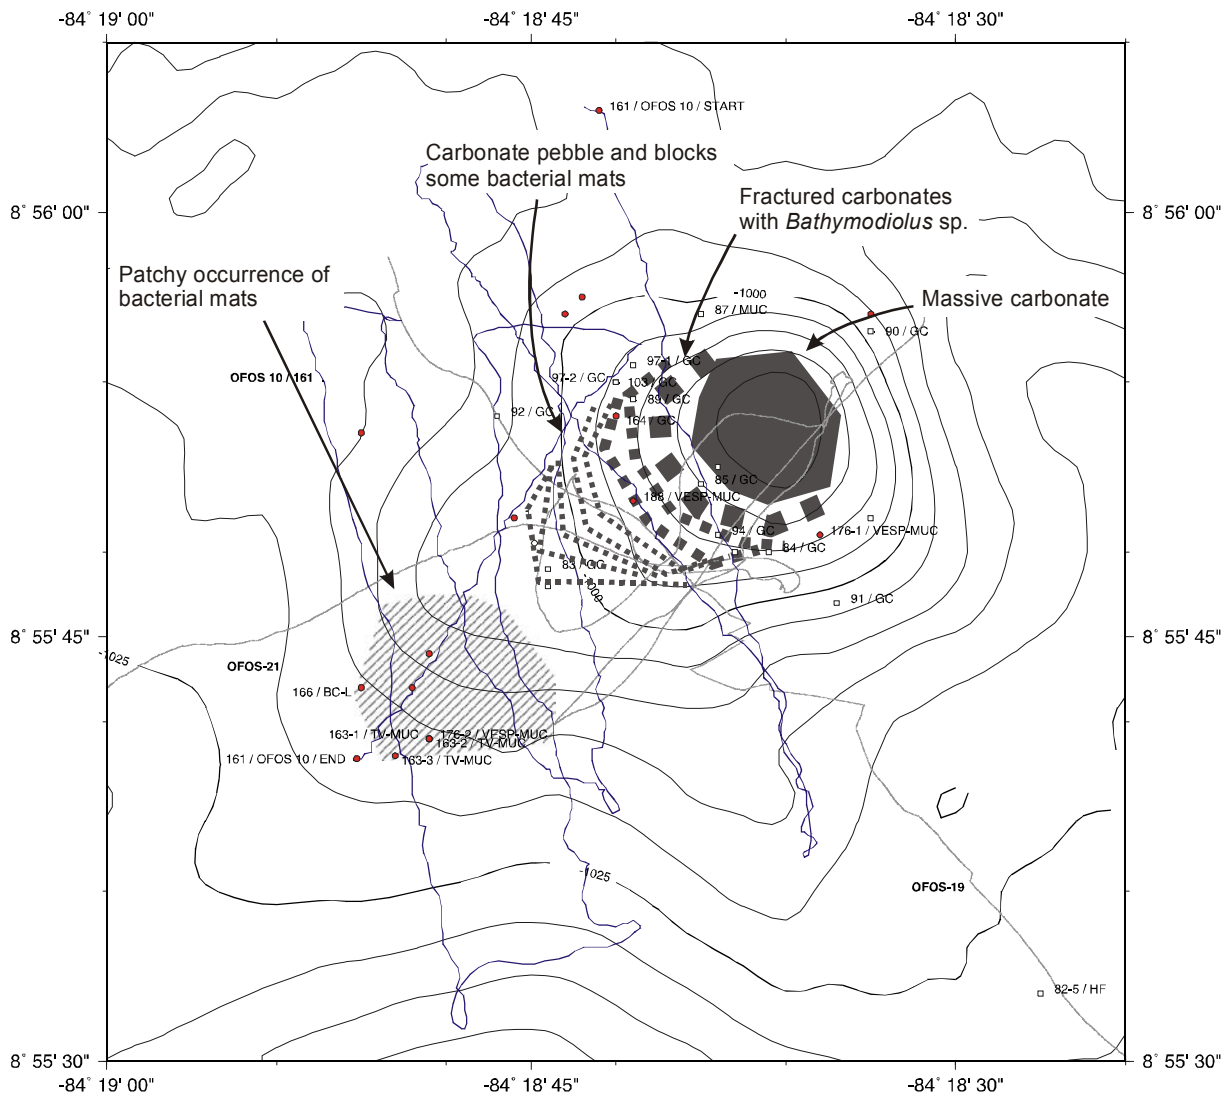 -84° 19' 00"
-84° 18' 45"
-84° 18' 30"
161 / OFOS 10 / START
Carbonate pebble and blocks
some bacterial mats
Fractured carbonates
with Bathymodiolus sp.
8° 56' 00"
8° 56' 00"
Patchy occurrence of
bacterial mats
Massive carbonate
-1000
87 / MUC
90 / GC
97-1 / GC
OFOS 10 / 161
97-2 / GC
103 / GC
89 / GC
92 / GC
164 / GC
85 / GC
188 / VESP-MUC
94 / GC
176-1 / VESP-MUC
84 / GC
83 / GC
-1000
91 / GC
8° 55' 45"
8° 55' 45"
-1025
OFOS-21
166 / BC-L
163-1 / TV-MUC
176-2 / VESP-MUC
163-2 / TV-MUC
161 / OFOS 10 / END
163-3 / TV-MUC
-1025
OFOS-19
82-5 / HF
8° 55' 30"
8° 55' 30"
-84° 19' 00"
-84° 18' 45"
-84° 18' 30"